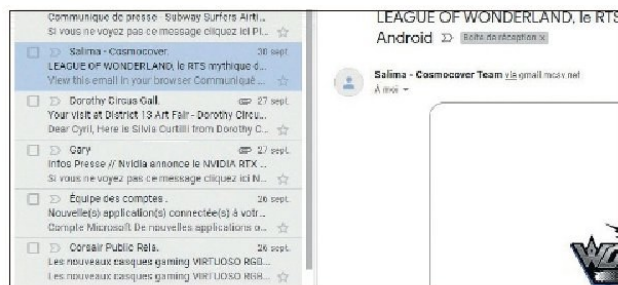 Communiqué de presse - Subway Surfers Airti...
Si vous ne voyez pas ce message cliquez ici Pl...
Salima - Cosmocover. 30 sept.
LEAGUE OF WONDERLAND, le RTS mythique d...
View this email in your browser Communiqué ...
Dorothy Circus Gall. 27 sept.
Your visit at District 13 Art Fair - Dorothy Circu...
Dear Cyril, Here is Silvia Curtilli from Dorothy C...
Gary 27 sept.
Infos Presse // Nvidia annonce le NVIDIA RTX ...
Si vous ne voyez pas ce message cliquez ici N...
Équipe des comptes . 26 sept.
Nouvelle(s) application(s) connectée(s) à votr...
Compte Microsoft De nouvelles applications o...
Corsair Public Rela. 26 sept.
Les nouveaux casques gaming VIRTUOSO RGB...
Les nouveaux casques gaming VIRTUOSO RGB...
LEAGUE OF WONDERLAND, le RTS
Android Boîte de réception x
Salima - Cosmocover Team via gmail.mcsv.net
À moi